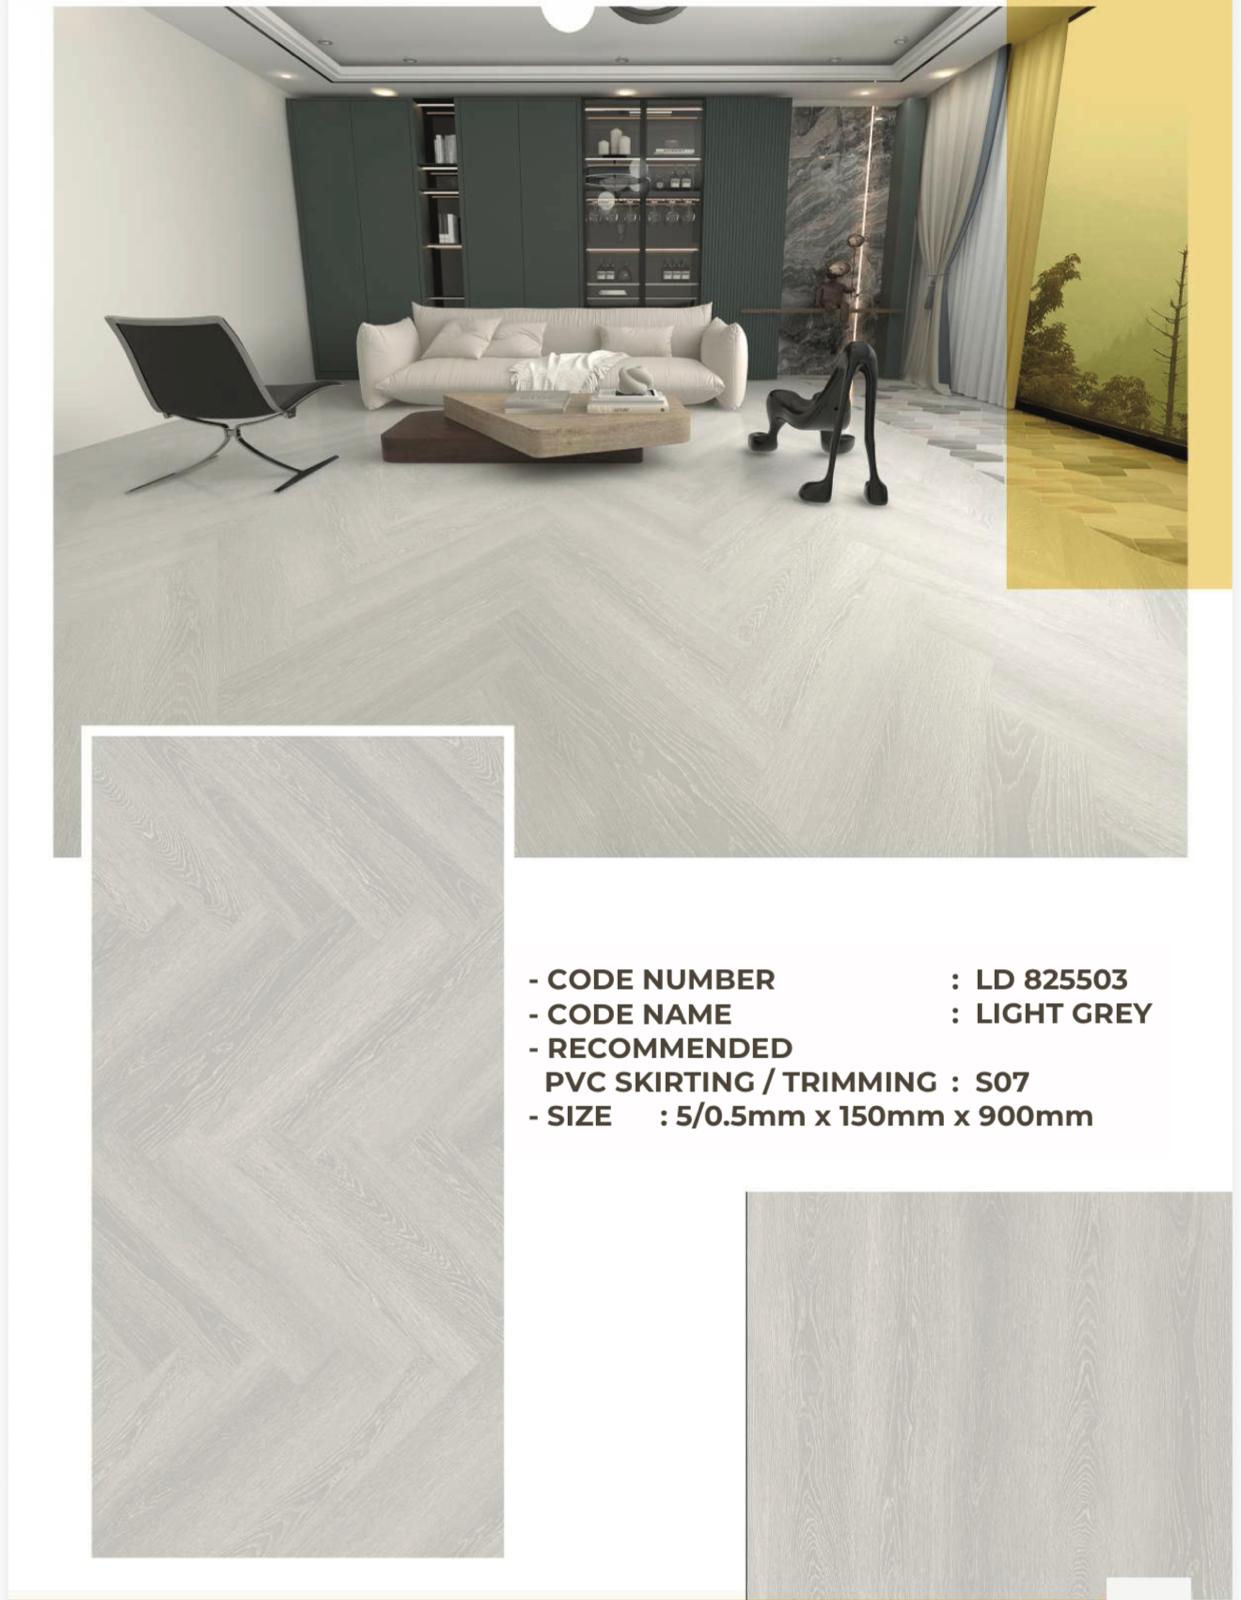 - CODE NUMBER : LD 825503
- CODE NAME : LIGHT GREY
- RECOMMENDED
PVC SKIRTING / TRIMMING : S07
- SIZE : 5/0.5mm x 150mm x 900mm